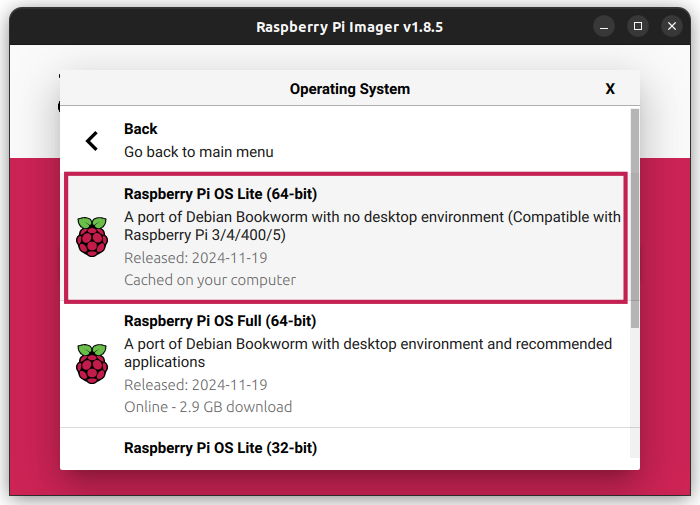 Raspberry Pi Imager v1.8.5
Operating System
X
Back
Go back to main menu
Raspberry Pi OS Lite (64-bit)
A port of Debian Bookworm with no desktop environment (Compatible with
Raspberry Pi 3/4/400/5)
Released: 2024-11-19
Cached on your computer
Raspberry Pi OS Full (64-bit)
A port of Debian Bookworm with desktop environment and recommended
applications
Released: 2024-11-19
Online - 2.9 GB download
Raspberry Pi OS Lite (32-bit)